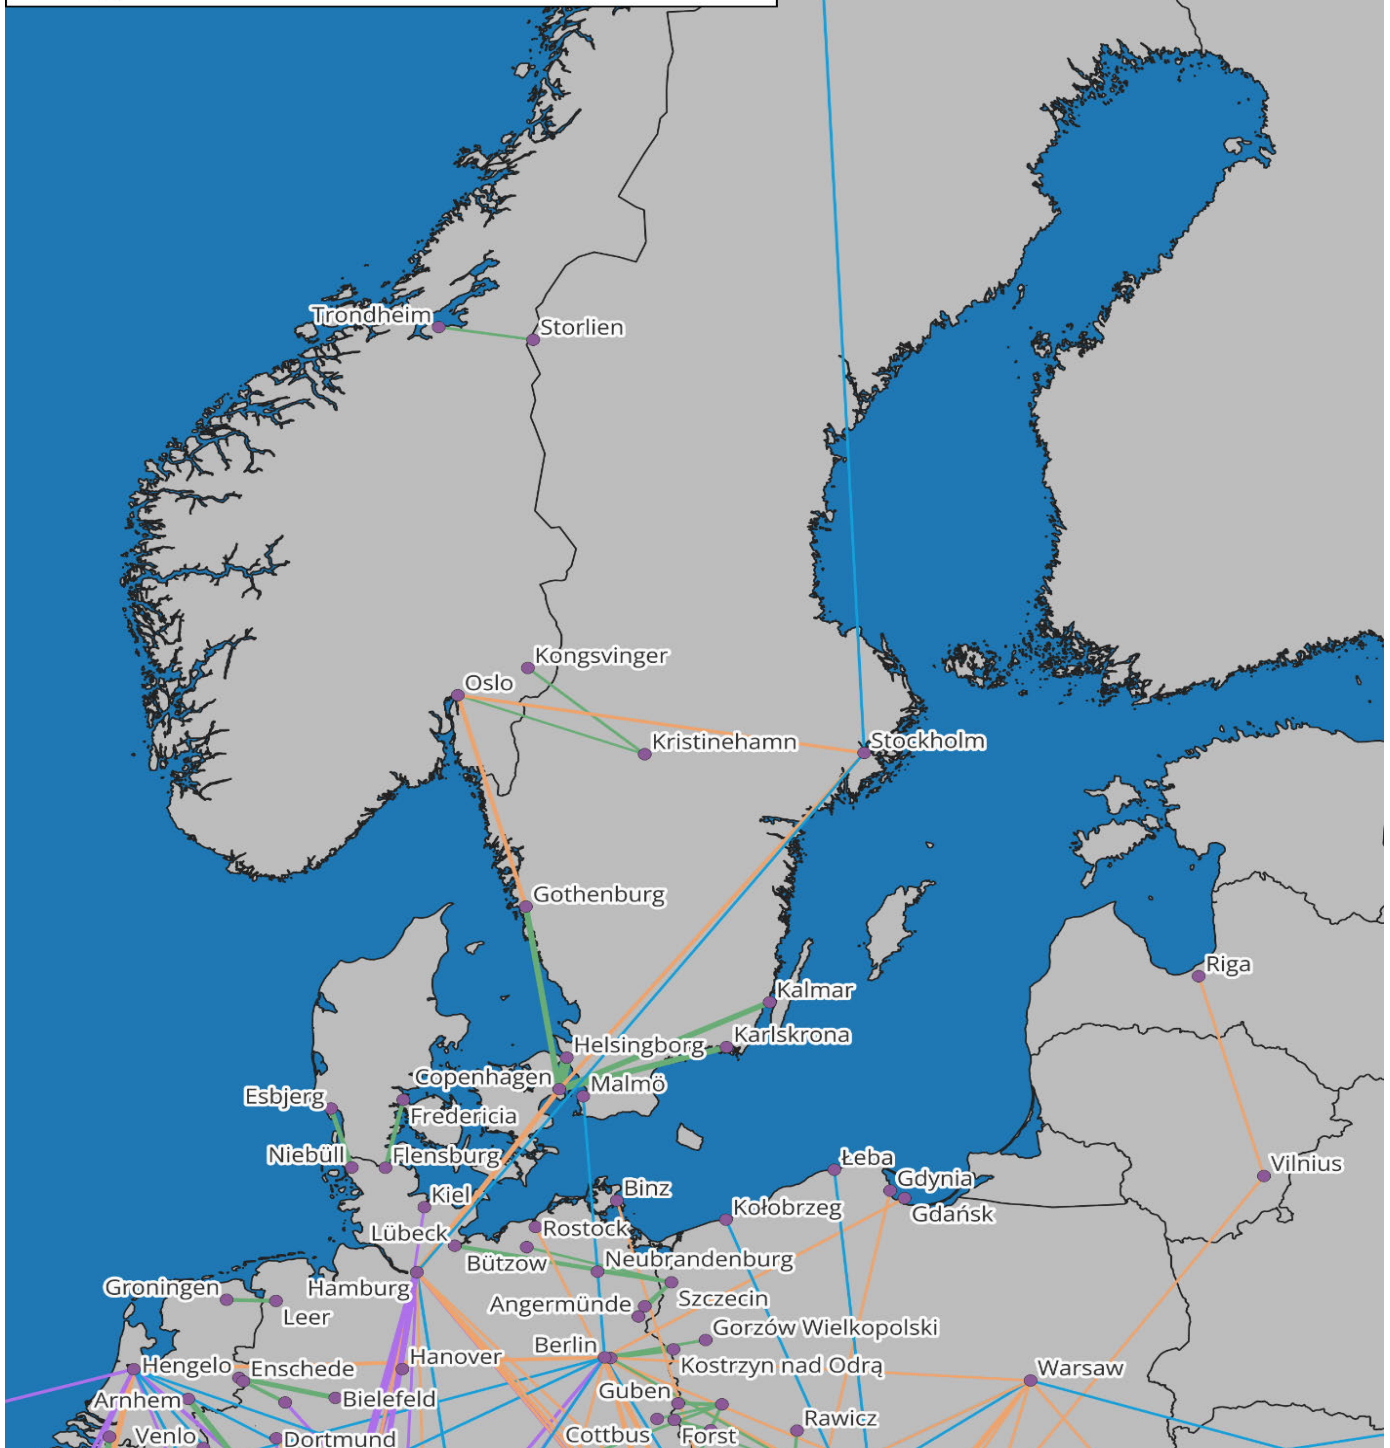 Trondheim
Storlien
Kongsvinger
Oslo
Kristinehamn
Stockholm
Gothenburg
Riga
Kalmar
Karlskrona
Helsingborg
Copenhagen
Malmö
Esbjerg
Fredericia
Niebüll
Flensburg
Łeba
Vilnius
Gdynia
Kiel
Binz
Kołobrzeg
Gdańsk
Lübeck
Rostock
Bützow
Neubrandenburg
Groningen
Hamburg
Leer
Angermünde
Szczecin
Gorzów Wielkopolski
Berlin
Hanover
Hengelo
Enschede
Kostrzyn nad Odrą
Warsaw
Arnhem
Bielefeld
Guben
Rawicz
Venlo
Dortmund
Cottbus
Forst